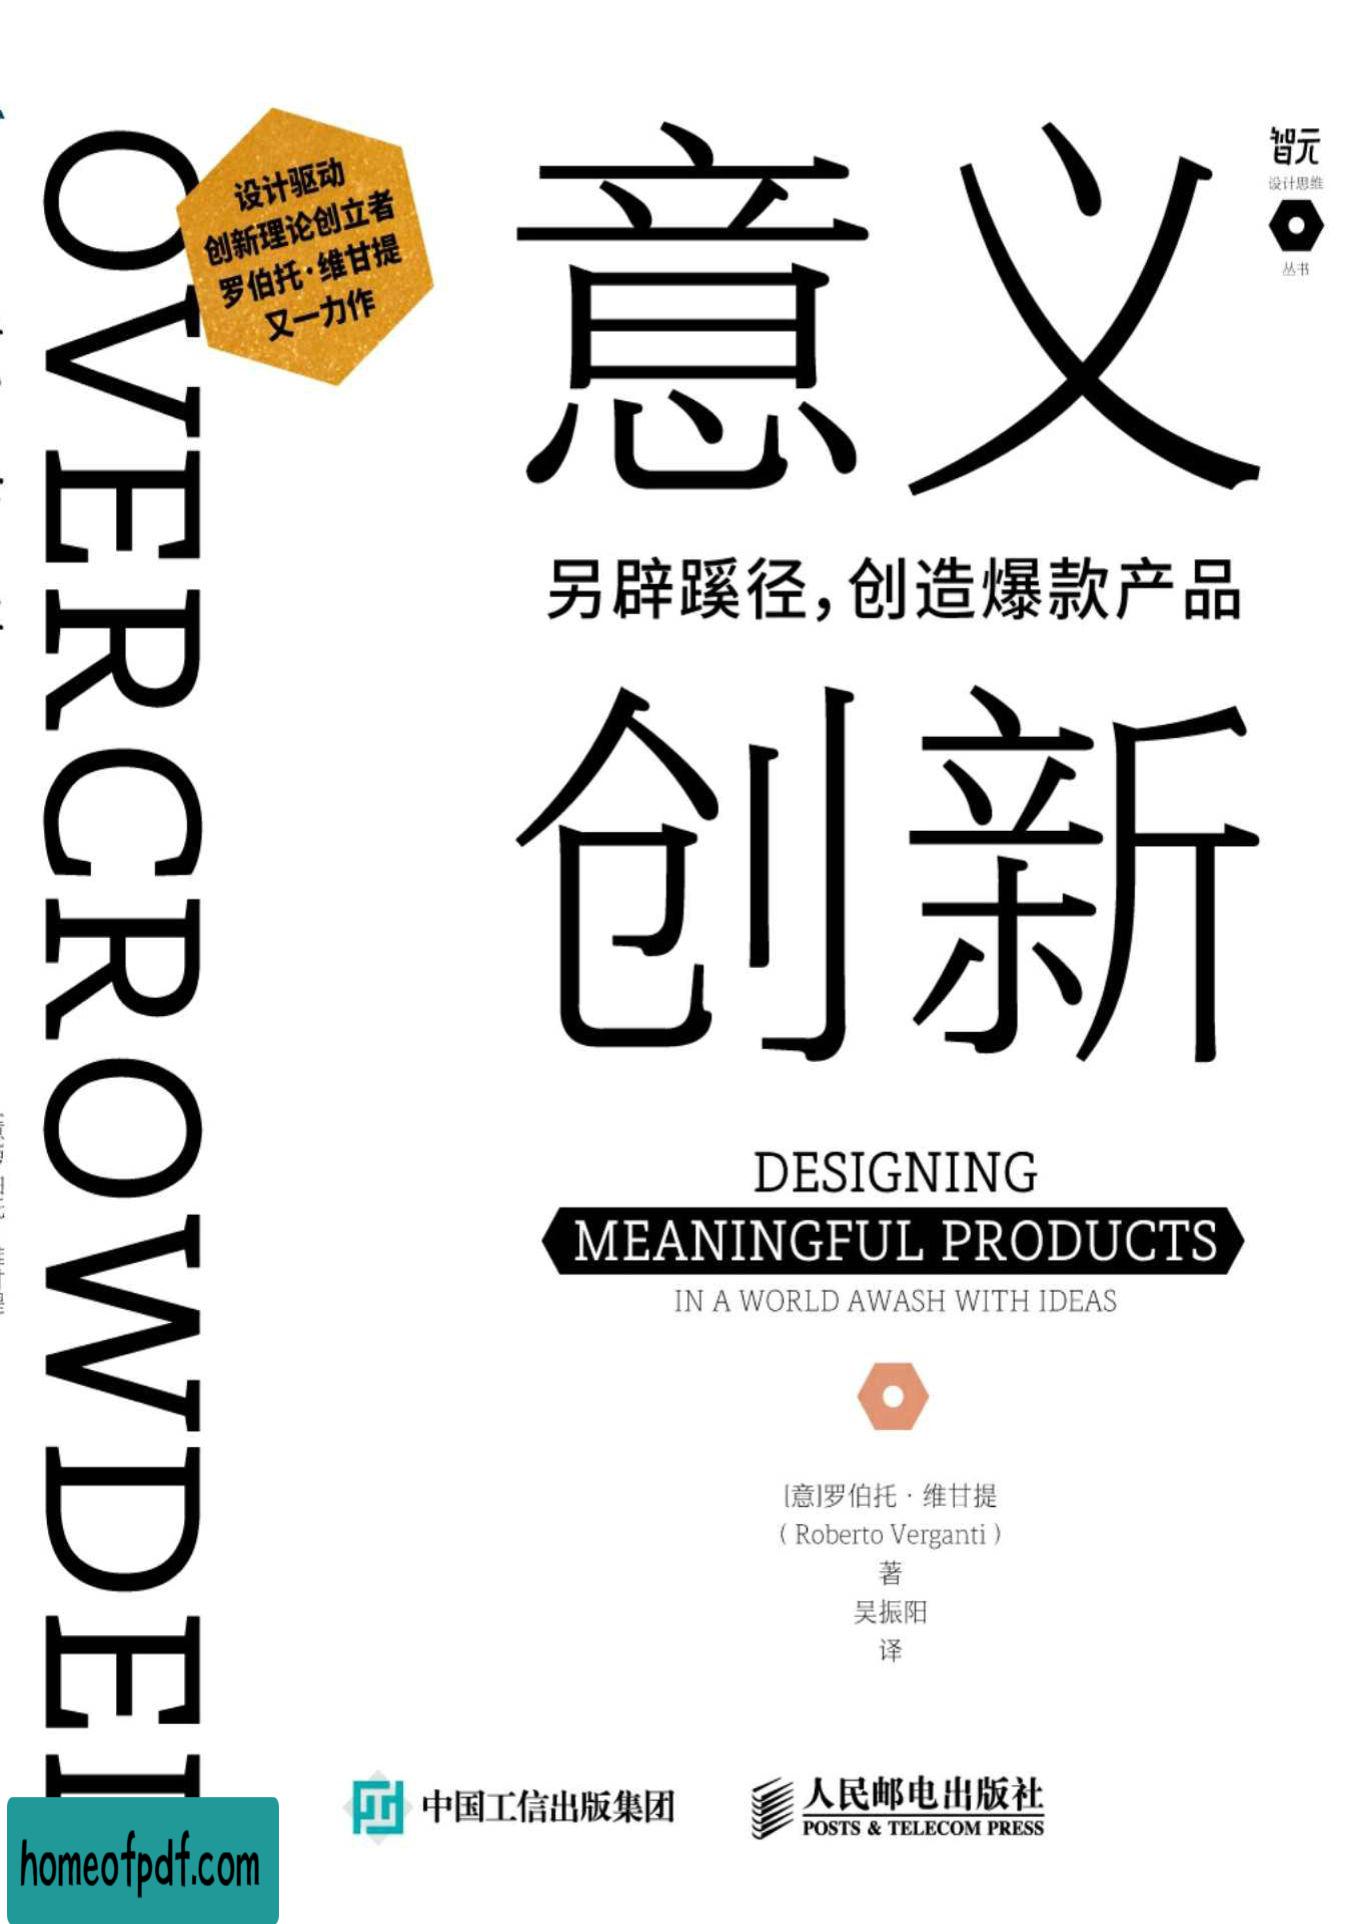 OVERCROWDE
设计驱动
创新理论创立者
罗伯托·维甘提
又一力作
智元
设计思维
丛书
意义
另辟蹊径，创造爆款产品
创新
DESIGNING
MEANINGFUL PRODUCTS
IN A WORLD AWASH WITH IDEAS
[意]罗伯托·维甘提
(Roberto Verganti)
著
吴振阳
译
中国工信出版集团
人民邮电出版社
POSTS & TELECOM PRESS
homeofpdf.com